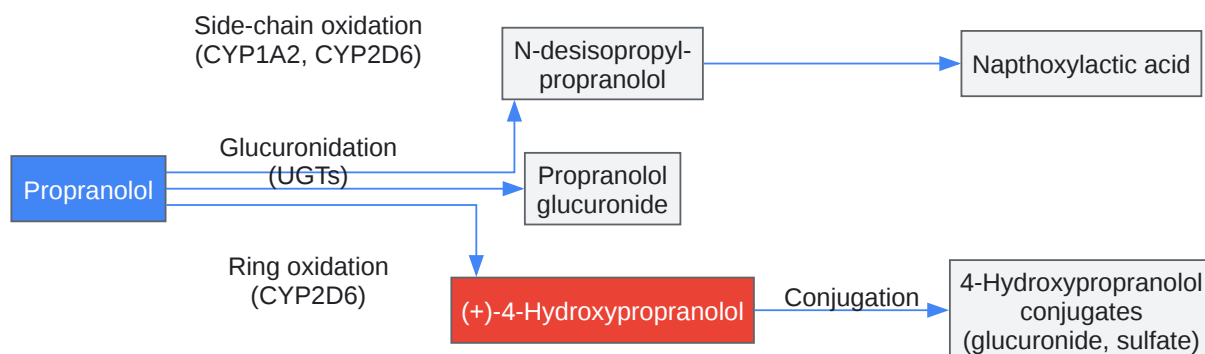 Side-chain oxidation
(CYP1A2, CYP2D6)
N-desisopropyl-
propranolol
Napthoxylactic acid
Propranolol
Glucuronidation
(UGTs)
Propranolol
glucuronide
Ring oxidation
(CYP2D6)
(+)-4-Hydroxypropranolol
Conjugation
4-Hydroxypropranolol
conjugates
(glucuronide, sulfate)